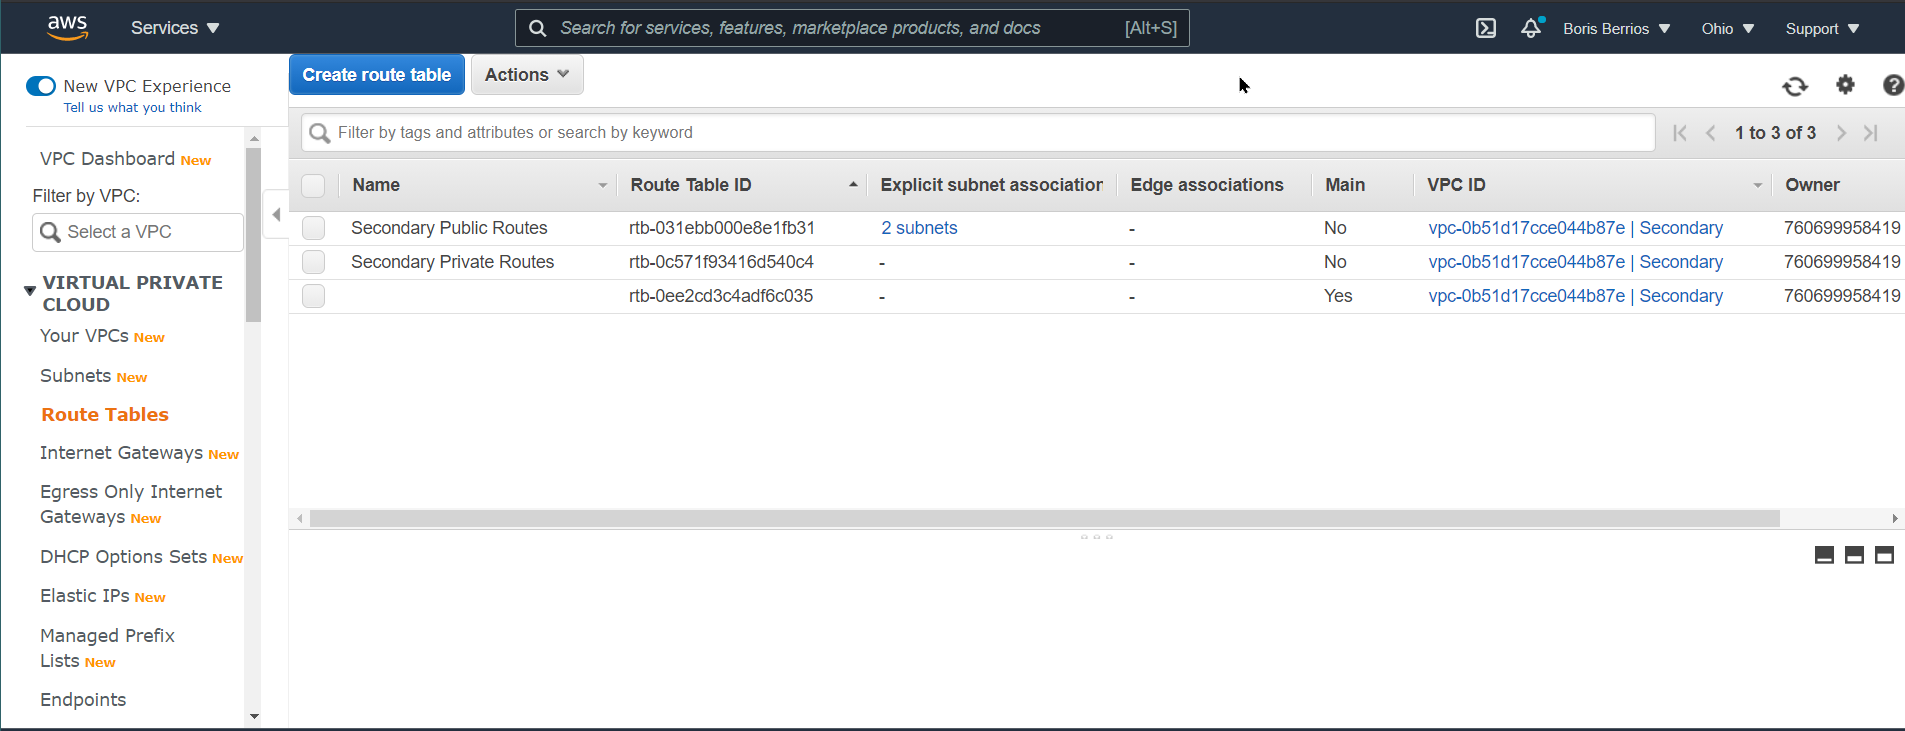 aws Services Search for services, features, marketplace products, and docs [Alt+S] Boris Berrios Ohio Support
New VPC Experience
Tell us what you think
VPC Dashboard New
Filter by VPC:
Select a VPC
VIRTUAL PRIVATE
CLOUD
Your VPCs New
Subnets New
Route Tables
Internet Gateways New
Egress Only Internet
Gateways New
DHCP Options Sets New
Elastic IPs New
Managed Prefix
Lists New
Endpoints
Create route table Actions
Filter by tags and attributes or search by keyword 1 to 3 of 3
Name Route Table ID Explicit subnet association Edge associations Main VPC ID Owner
Secondary Public Routes rtb-031ebb000e8e1fb31 2 subnets - No vpc-0b51d17cce044b87e | Secondary 760699958419
Secondary Private Routes rtb-0c571f93416d540c4 - - No vpc-0b51d17cce044b87e | Secondary 760699958419
rtb-0ee2cd3c4adf6c035 - - Yes vpc-0b51d17cce044b87e | Secondary 760699958419